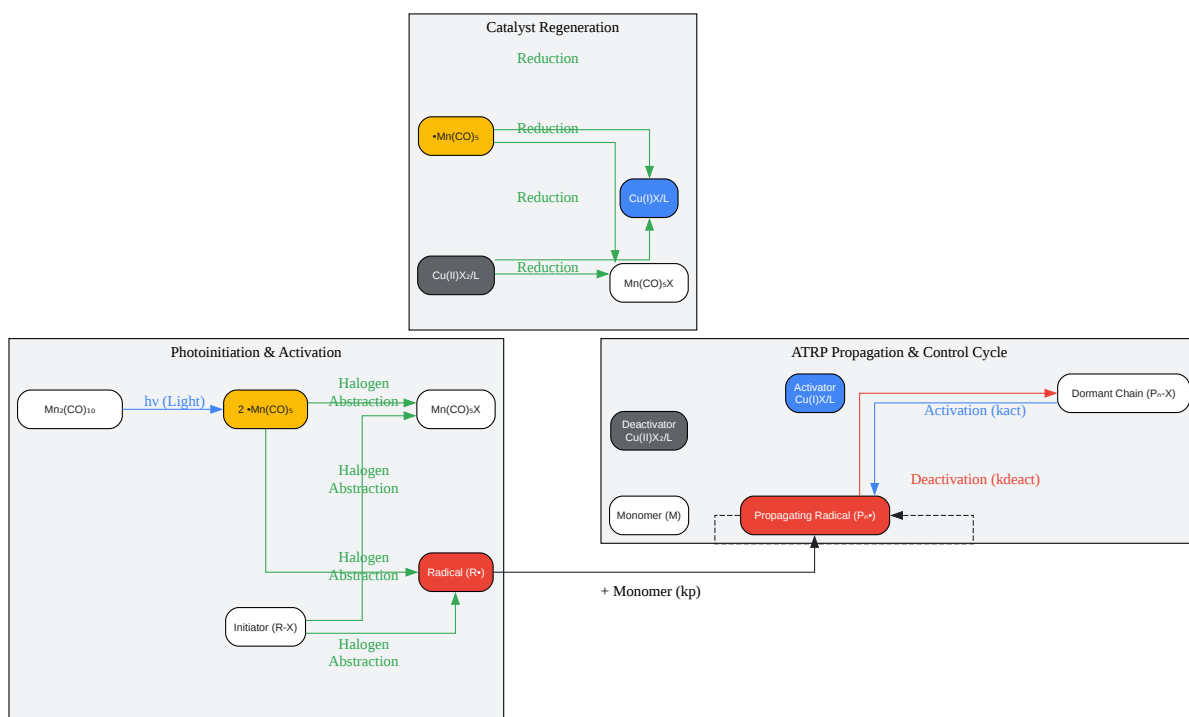 Catalyst Regeneration
Reduction
•Mn(CO)₅
Reduction
Reduction
Cu(I)X/L
Cu(II)X₂/L
Reduction
Mn(CO)₅X
Photoinitiation & Activation
Mn₂(CO)₁₀
hν (Light)
2 •Mn(CO)₅
Halogen
Abstraction
Mn(CO)₅X
Halogen
Abstraction
Halogen
Abstraction
Radical (R•)
Initiator (R-X)
Halogen
Abstraction
+ Monomer (kp)
ATRP Propagation & Control Cycle
Activator
Cu(I)X/L
Dormant Chain (Pₙ-X)
Activation (kact)
Deactivator
Cu(II)X₂/L
Deactivation (kdeact)
Monomer (M)
Propagating Radical (Pₙ•)